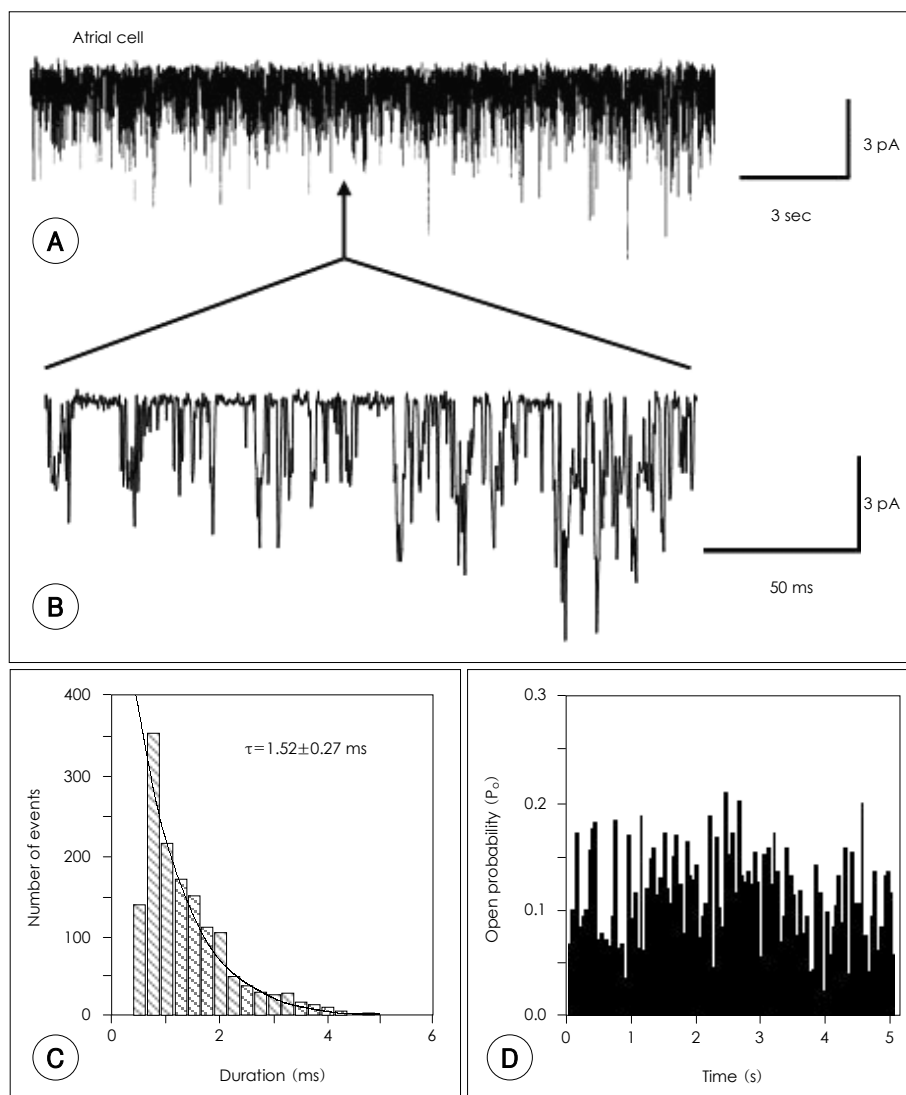 Atrial cell
3 pA
3 sec
A
3 pA
50 ms
B
400
300
200
100
0
Number of events
τ=1.52±0.27 ms
0 2 4 6
Duration (ms)
C
0.3
0.2
0.1
0.0
Open probability (Po)
0 1 2 3 4 5
Time (s)
D